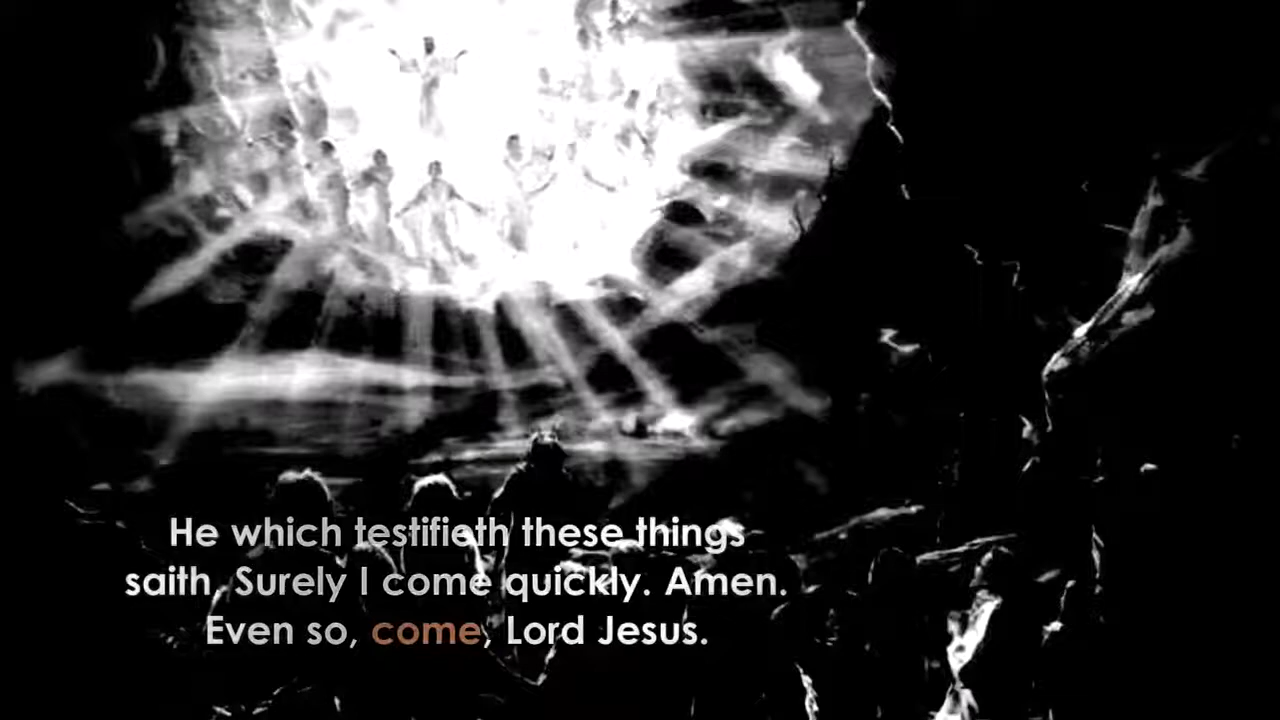 He which testifieth these things
saith, Surely I come quickly. Amen.
Even so, come, Lord Jesus.